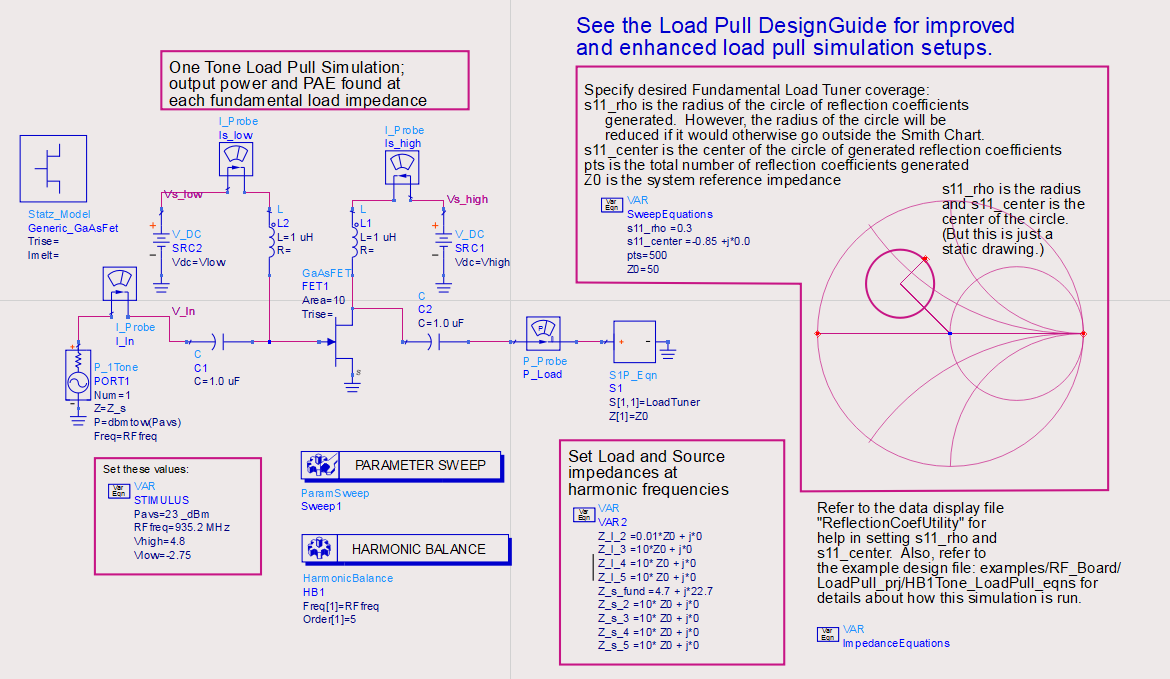 See the Load Pull DesignGuide for improved
and enhanced load pull simulation setups.
One Tone Load Pull Simulation;
output power and PAE found at
each fundamental load impedance
Specify desired Fundamental Load Tuner coverage:
s11_rho is the radius of the circle of reflection coefficients
generated.  However, the radius of the circle will be
reduced if it would otherwise go outside the Smith Chart.
s11_center is the center of the circle of generated reflection coefficients
pts is the total number of reflection coefficients generated
Z0 is the system reference impedance
VAR
SweepEquations
s11_rho =0.3
s11_center =-0.85 +j*0.0
pts=500
Z0=50
Var
Eqn
s11_rho is the radius
and s11_center is the
center of the circle.
(But this is just a
static drawing.)
I_Probe
Is_low
I_Probe
Is_high
Statz_Model
Generic_GaAsFet
Trise=
Imelt=
Vs_low
V_DC
SRC2
Vdc=Vlow
L
L2
L=1 uH
R=
L
L1
L=1 uH
R=
Vs_high
V_DC
SRC1
Vdc=Vhigh
GaAsFET
FET1
Area=10
Trise=
I_Probe
I_In
V_In
C
C1
C=1.0 uF
C
C2
C=1.0 uF
S
P_1Tone
PORT1
Num=1
Z=Z_s
P=dbmtow(Pavs)
Freq=RFfreq
P
P_Probe
P_Load
S1P_Eqn
S1
S[1,1]=LoadTuner
Z[1]=Z0
Set these values:
Var
Eqn
VAR
STIMULUS
Pavs=23 _dBm
RFfreq=935.2 MHz
Vhigh=4.8
Vlow=-2.75
PARAMETER SWEEP
ParamSweep
Sweep1
HARMONIC BALANCE
HarmonicBalance
HB1
Freq[1]=RFfreq
Order[1]=5
Set Load and Source
impedances at
harmonic frequencies
Var
Eqn
VAR
VAR2
Z_l_2 =0.01*Z0 + j*0
Z_l_3 =10*Z0 + j*0
Z_l_4 =10* Z0 + j*0
Z_l_5 =10* Z0 + j*0
Z_s_fund =4.7 + j*22.7
Z_s_2 =10* Z0 + j*0
Z_s_3 =10* Z0 + j*0
Z_s_4 =10* Z0 + j*0
Z_s_5 =10* Z0 + j*0
Refer to the data display file
"ReflectionCoefUtility" for
help in setting s11_rho and
s11_center.  Also, refer to
the example design file: examples/RF_Board/
LoadPull_prj/HB1Tone_LoadPull_eqns for
details about how this simulation is run.
Var
Eqn
VAR
ImpedanceEquations